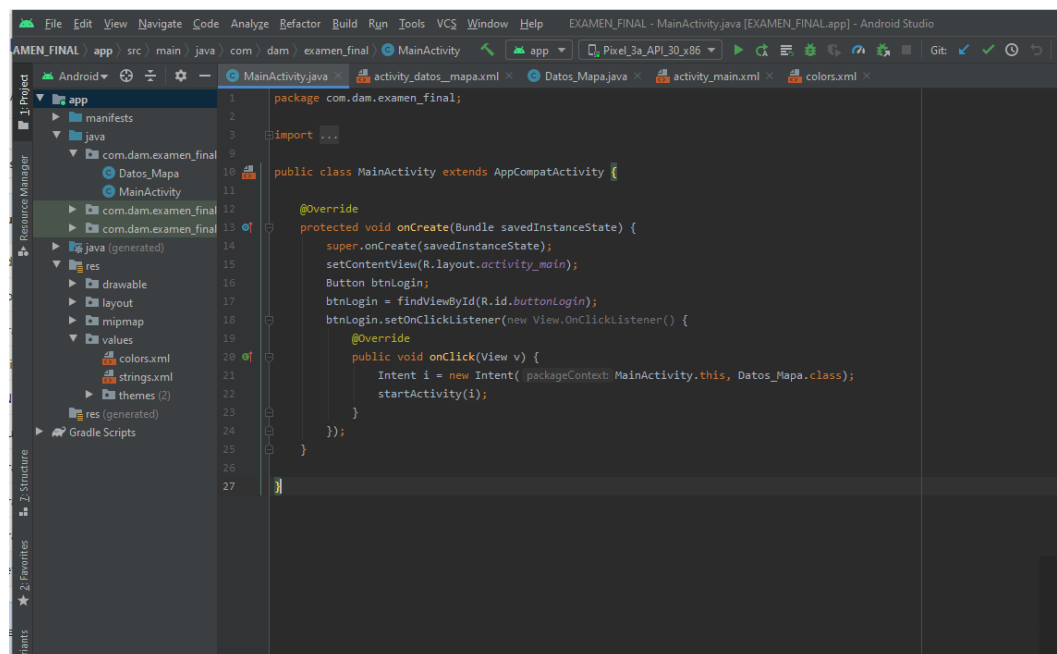 File Edit View Navigate Code Analyze Refactor Build Run Tools VCS Window Help EXAMEN_FINAL - MainActivity.java [EXAMEN_FINAL.app] - Android Studio
AMEN_FINAL app src main java com dam examen_final MainActivity app Pixel_3a_API_30_x86 Git:
Android MainActivity.java activity_datos_mapa.xml Datos_Mapa.java activity_main.xml colors.xml
1: Project
Resource Manager
7: Structure
2: Favorites
riants
app
manifests
java
com.dam.examen_final
Datos_Mapa
MainActivity
com.dam.examen_final
com.dam.examen_final
java (generated)
res
drawable
layout
mipmap
values
colors.xml
strings.xml
themes (2)
res (generated)
Gradle Scripts
1 package com.dam.examen_final;
2
3 import ...
9
10 public class MainActivity extends AppCompatActivity {
11
12 @Override
13 protected void onCreate(Bundle savedInstanceState) {
14 super.onCreate(savedInstanceState);
15 setContentView(R.layout.activity_main);
16 Button btnLogin;
17 btnLogin = findViewById(R.id.buttonLogin);
18 btnLogin.setOnClickListener(new View.OnClickListener() {
19 @Override
20 public void onClick(View v) {
21 Intent i = new Intent( packageContext: MainActivity.this, Datos_Mapa.class);
22 startActivity(i);
23 }
24 });
25 }
26
27 }